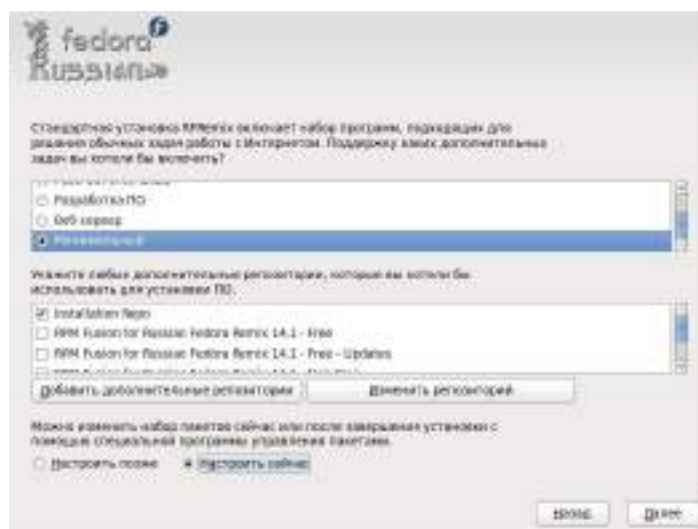 fedora
RUSSIAN
Стандартная установка RFRemix включает набор программ, подходящих для
решения обычных задач работы с Интернетом. Поддержку каких дополнительных
задач вы хотели бы включить?
Разработка ПО
Веб сервер
Минимальный
Укажите любые дополнительные репозитории, которые вы хотели бы
использовать для установки ПО.
Installation Repo
RPM Fusion for Russian Fedora Remix 14.1 - Free
RPM Fusion for Russian Fedora Remix 14.1 - Free - Updates
Добавить дополнительные репозитории
Изменить репозиторий
Можно изменить набор пакетов сейчас или после завершения установки с
помощью специальной программы управления пакетами.
Настроить позже Настроить сейчас
Назад Далее